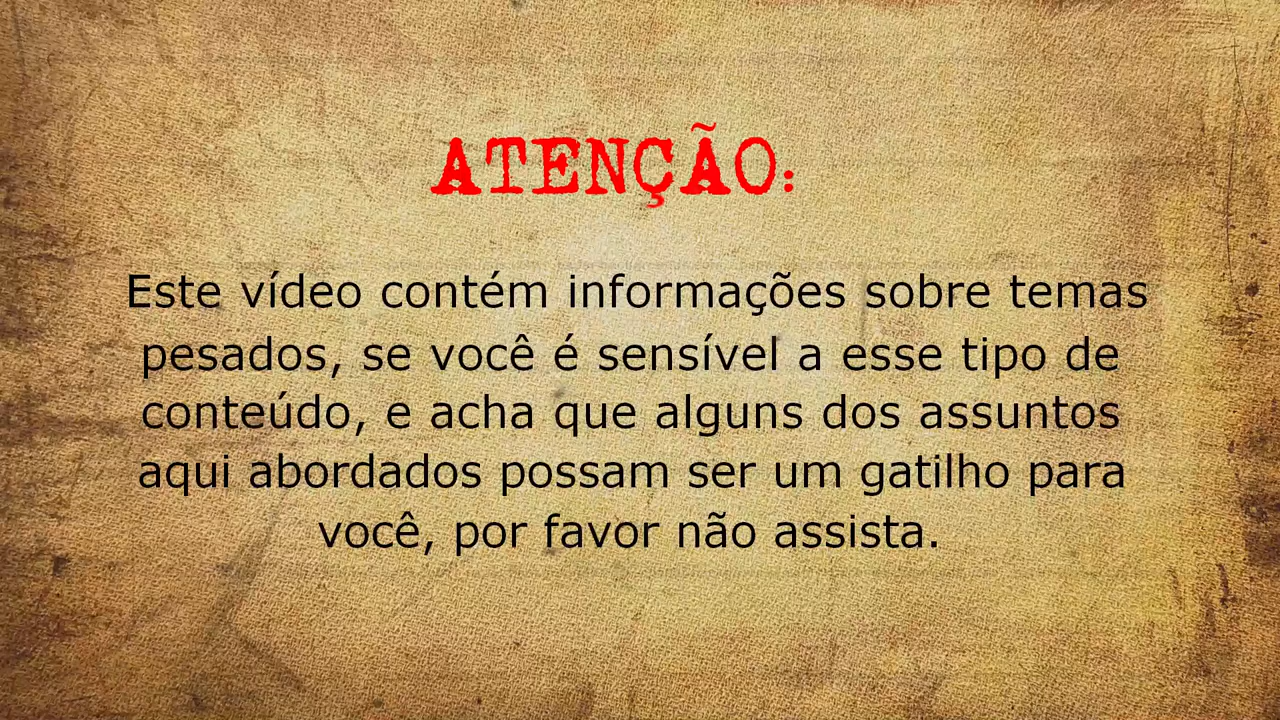 ATENÇÃO:
Este vídeo contém informações sobre temas
pesados, se você é sensível a esse tipo de
conteúdo, e acha que alguns dos assuntos
aqui abordados possam ser um gatilho para
você, por favor não assista.